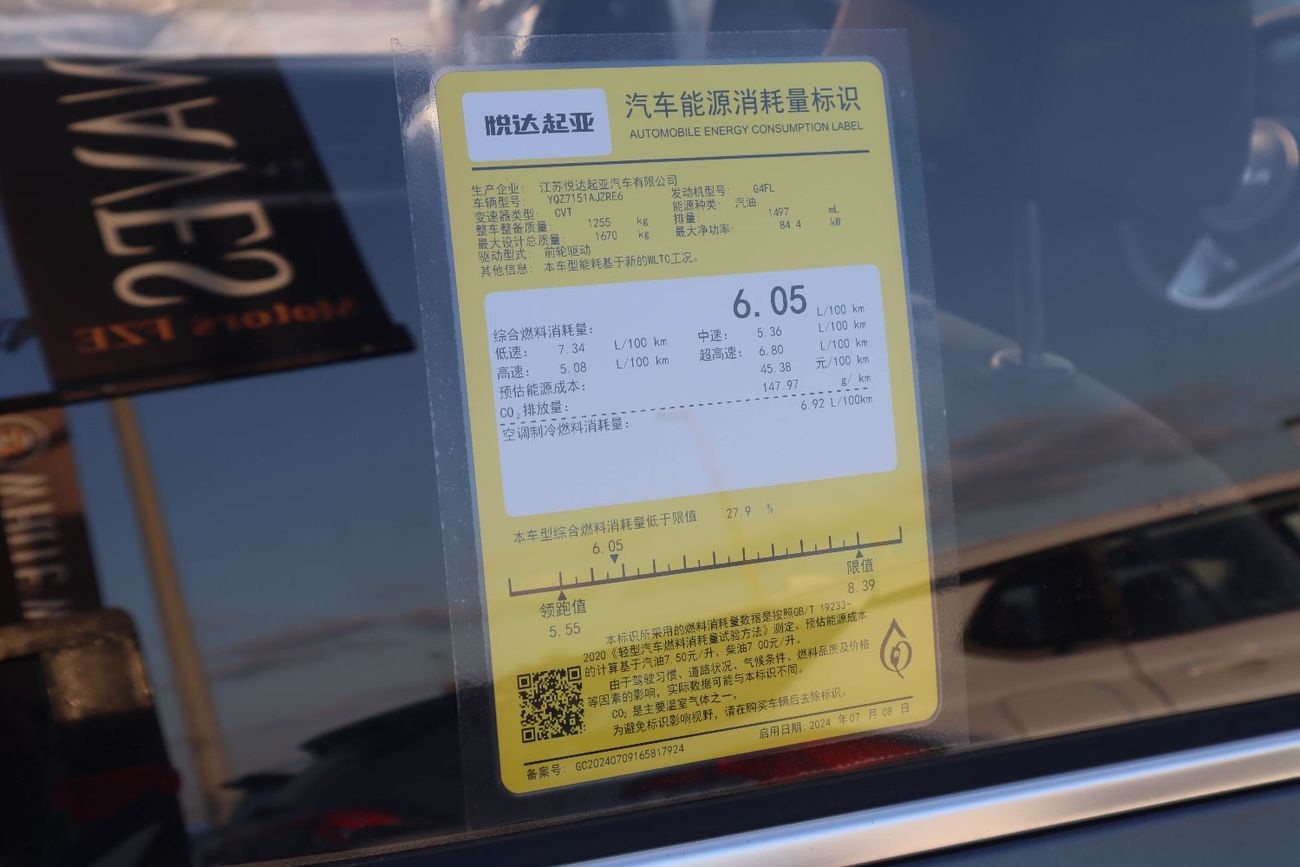 悦达起亚
汽车能源消耗量标识
AUTOMOBILE ENERGY CONSUMPTION LABEL
生产企业: 江苏悦达起亚汽车有限公司
车辆型号: YQZ7151AJZRE6 发动机型号: G4FL
变速器类型: CVT 能源种类: 汽油
整车整备质量: 1255 kg 排量: 1497 mL
最大设计总质量: 1670 kg 最大净功率: 84.4 kW
驱动型式: 前轮驱动
其他信息: 本车型能耗基于新的WLTC工况。
综合燃料消耗量: 6.05 L/100 km
低速: 7.34 L/100 km 中速: 5.36 L/100 km
高速: 5.08 L/100 km 超高速: 6.80 L/100 km
预估能源成本: 45.38 元/100 km
CO₂排放量: 147.97 g/ km
空调制冷燃料消耗量: 6.92 L/100km
本车型综合燃料消耗量低于限值 27.9 %
6.05
领跑值
5.55
限值
8.39
本标识所采用的燃料消耗量数据是按照GB/T 19233-
2020《轻型汽车燃料消耗量试验方法》测定。预估能源成本
的计算基于汽油7 50元/升、柴油7 00元/升。
由于驾驶习惯、道路状况、气候条件、燃料品质及价格
等因素的影响，实际数据可能与本标识不同。
CO₂是主要温室气体之一。
为避免标识影响视野，请在购买车辆后去除标识。
备案号: GC20240709165817924 启用日期: 2024 年07 月 08 日
WAVES
Motors FZE